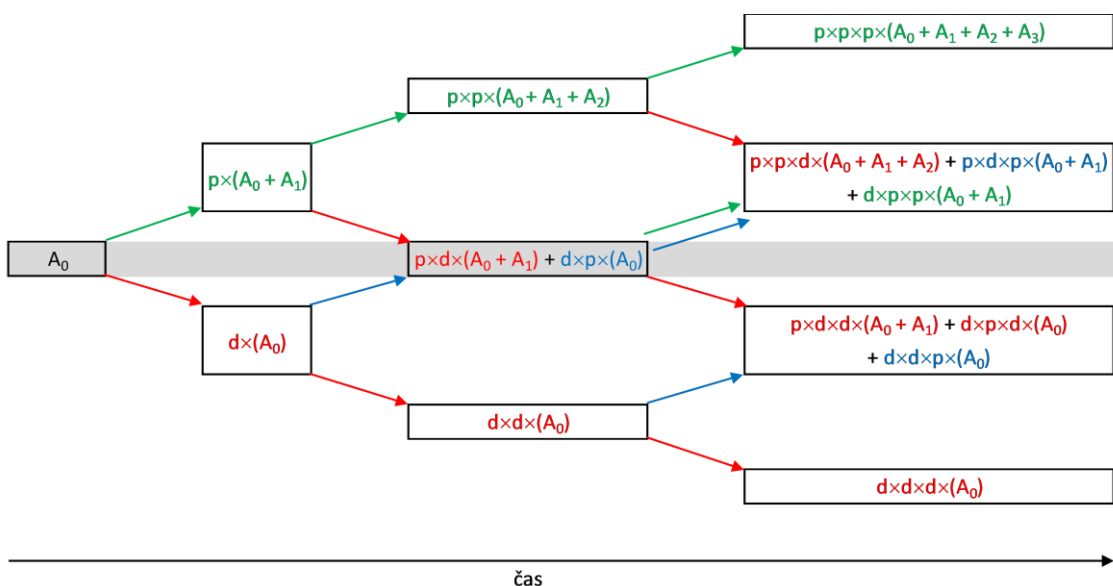 p×p×p×(A₀ + A₁ + A₂ + A₃)
p×p×(A₀ + A₁ + A₂)
p×(A₀ + A₁)
p×p×d×(A₀ + A₁ + A₂) + p×d×p×(A₀ + A₁)
+ d×p×p×(A₀ + A₁)
A₀
p×d×(A₀ + A₁) + d×p×(A₀)
d×(A₀)
p×d×d×(A₀ + A₁) + d×p×d×(A₀)
+ d×d×p×(A₀)
d×d×(A₀)
d×d×d×(A₀)
čas